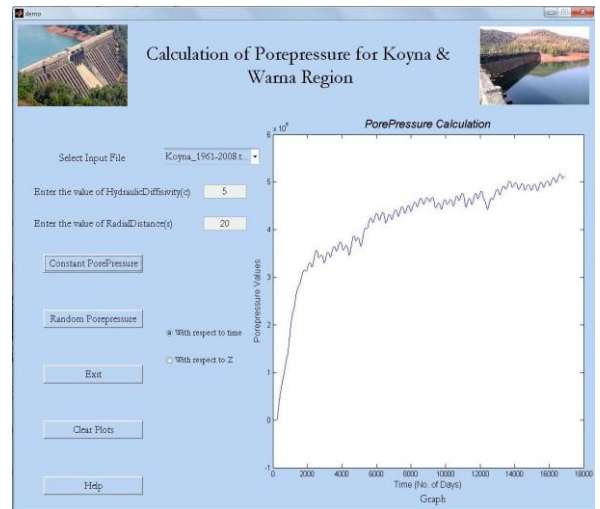 demo
Calculation of Porepressure for Koyna &
Warna Region
Select Input File
Koyna_1961-2008.t...
Enter the value of HydraulicDiffisivity(c)
5
Enter the value of RadialDistance(r)
20
Constant PorePressure
Random Porepressure
With respect to time
With respect to Z
Exit
Clear Plots
Help
PorePressure Calculation
Porepressure Values
6
5
4
3
2
1
0
-1
0
2000
4000
6000
8000
10000
12000
14000
16000
18000
Time (No. of Days)
Graph